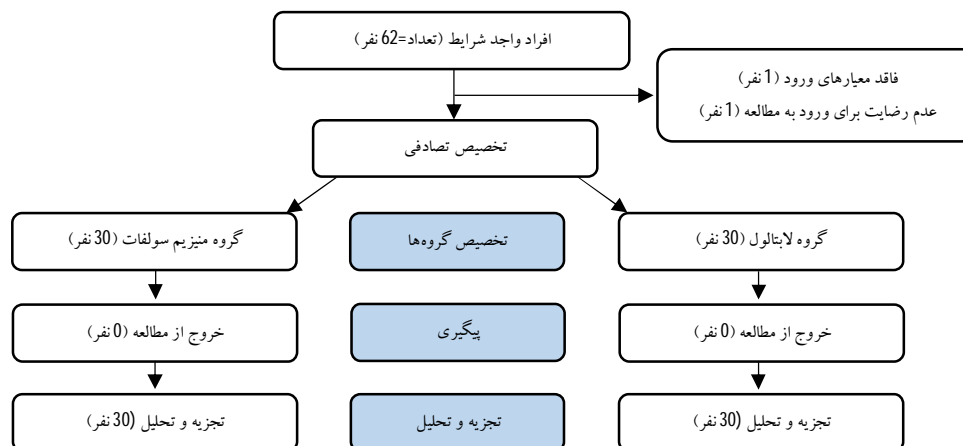 افراد واجد شرایط (تعداد=62 نفر)
فاقد معیارهای ورود (1 نفر)
عدم رضایت برای ورود به مطالعه (1 نفر)
تخصیص تصادفی
گروه لابتالول (30 نفر)
تخصیص گروه‌ها
گروه منیزیم سولفات (30 نفر)
خروج از مطالعه (0 نفر)
پیگیری
خروج از مطالعه (0 نفر)
تجزیه و تحلیل (30 نفر)
تجزیه و تحلیل
تجزیه و تحلیل (30 نفر)